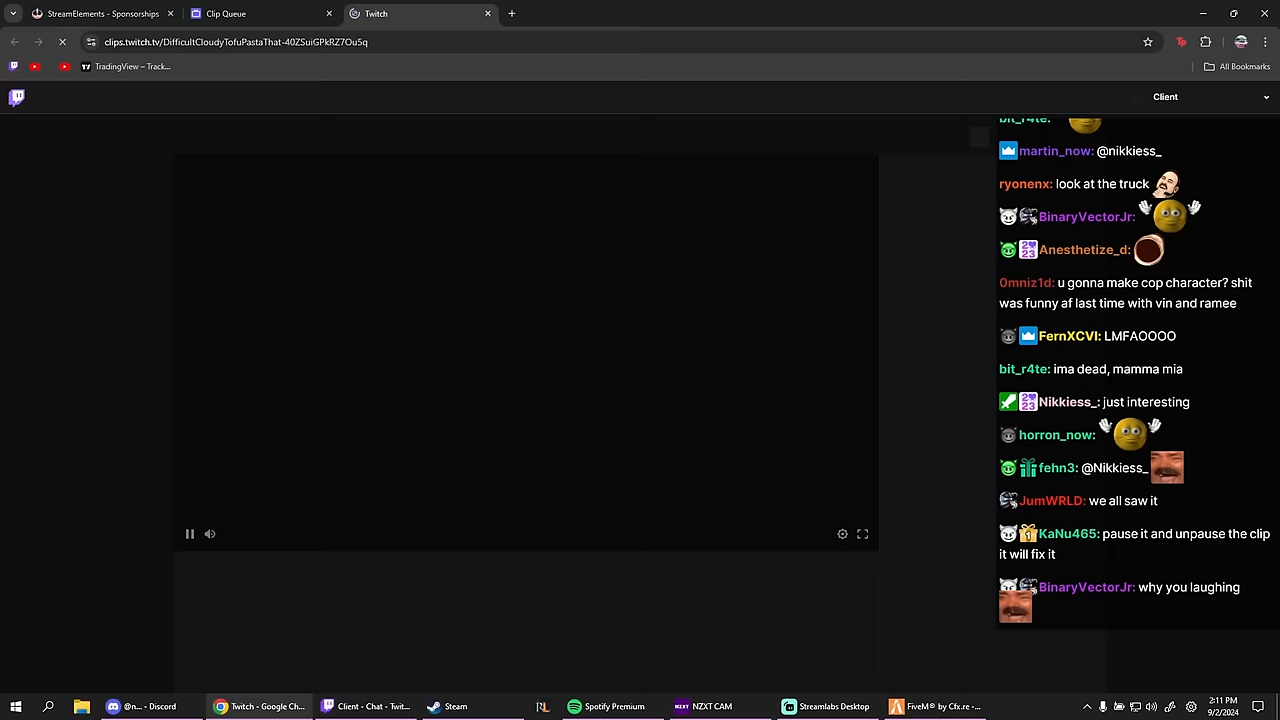 StreamElements - Sponsorships
Clip Queue
Twitch
clips.twitch.tv/DifficultCloudyTofuPastaThat-40ZSuiGPkRZ7Ou5q
TradingView – Track...
All Bookmarks
Client
bit_r4te:
martin_now: @nikkiess_
ryonenx: look at the truck
BinaryVectorJr:
Anesthetize_d:
0mniz1d: u gonna make cop character? shit
was funny af last time with vin and ramee
FernXCVI: LMFAOOOO
bit_r4te: ima dead, mamma mia
Nikkiess_: just interesting
horron_now:
fehn3: @Nikkiess_
JumWRLD: we all saw it
KaNu465: pause it and unpause the clip
it will fix it
BinaryVectorJr: why you laughing
@n... - Discord
Twitch - Google Ch...
Client - Chat - Twit...
Steam
Spotify Premium
NZXT CAM
Streamlabs Desktop
FiveM® by Cfx.re - ...
2:11 PM
9/2/2024